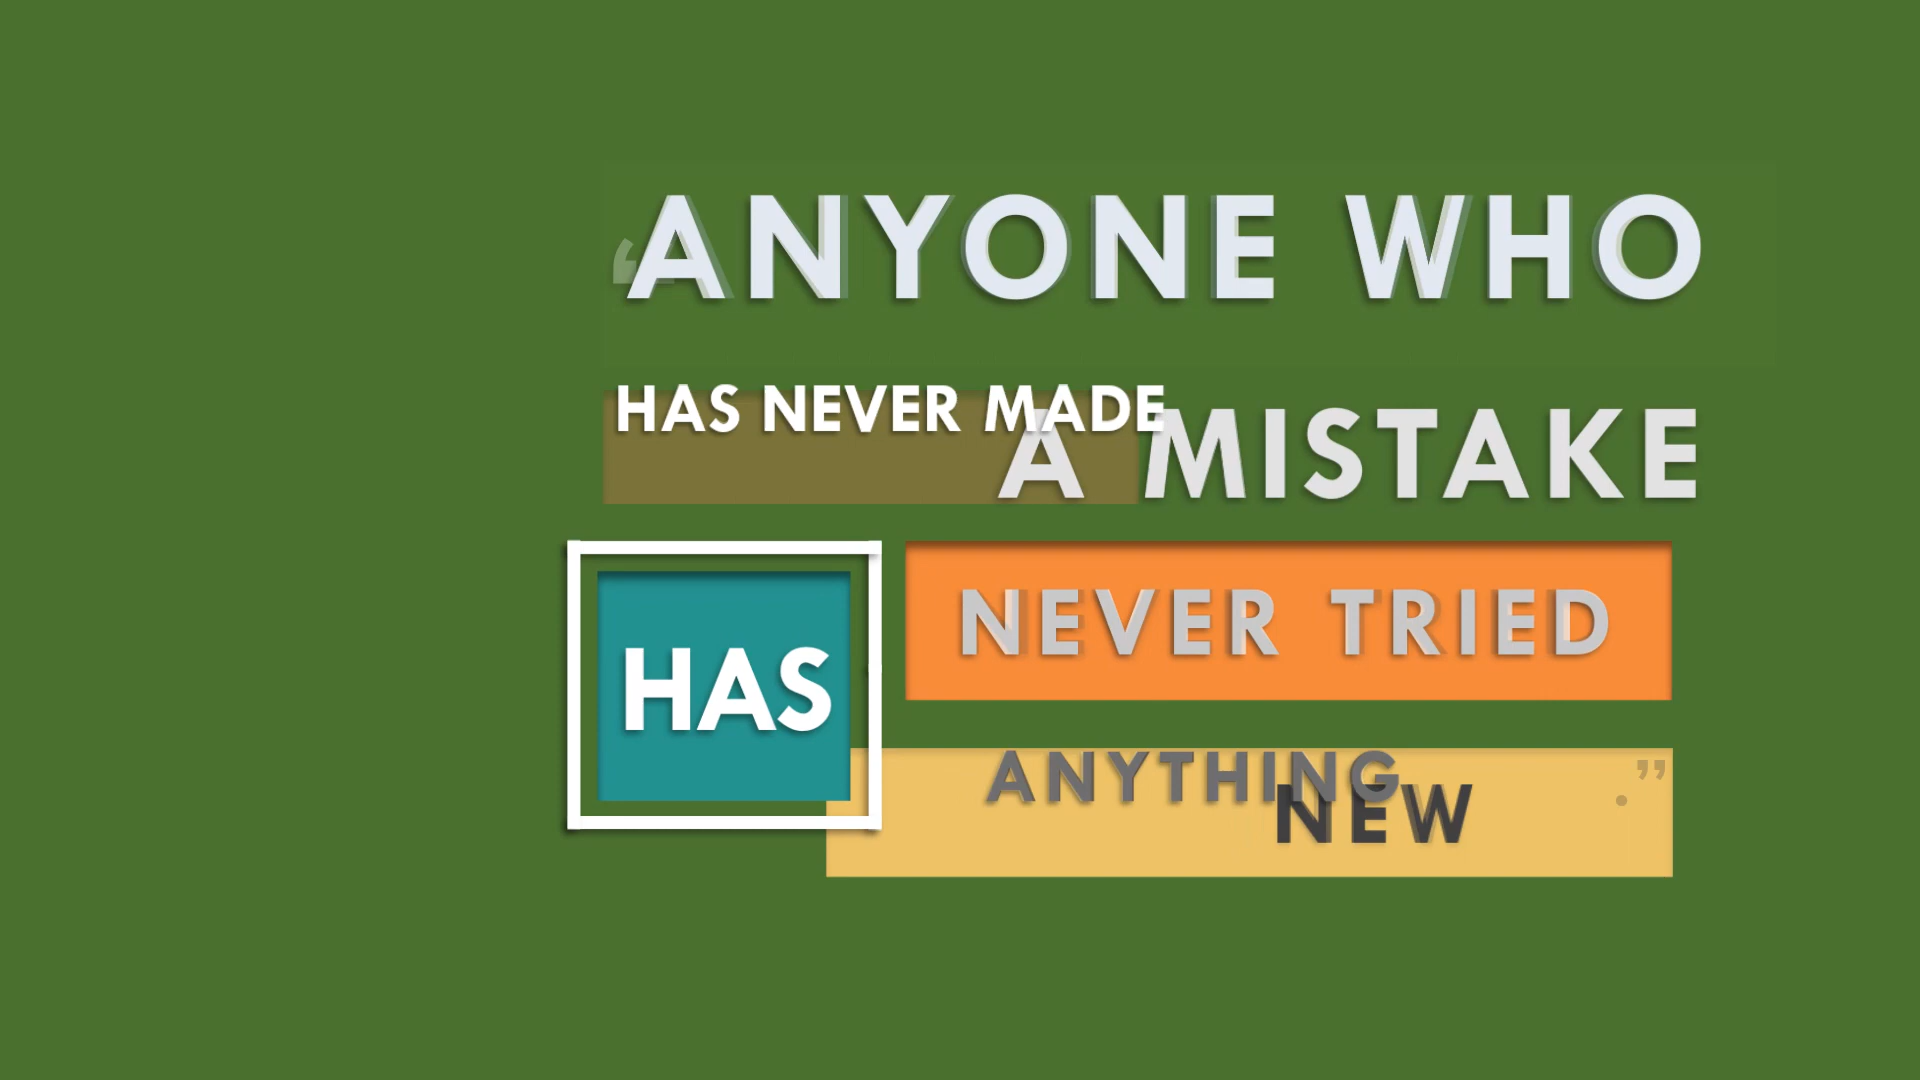 “ANYONE WHO
HAS NEVER MADE
A MISTAKE
HAS
NEVER TRIED
ANYTHING
NEW
.”